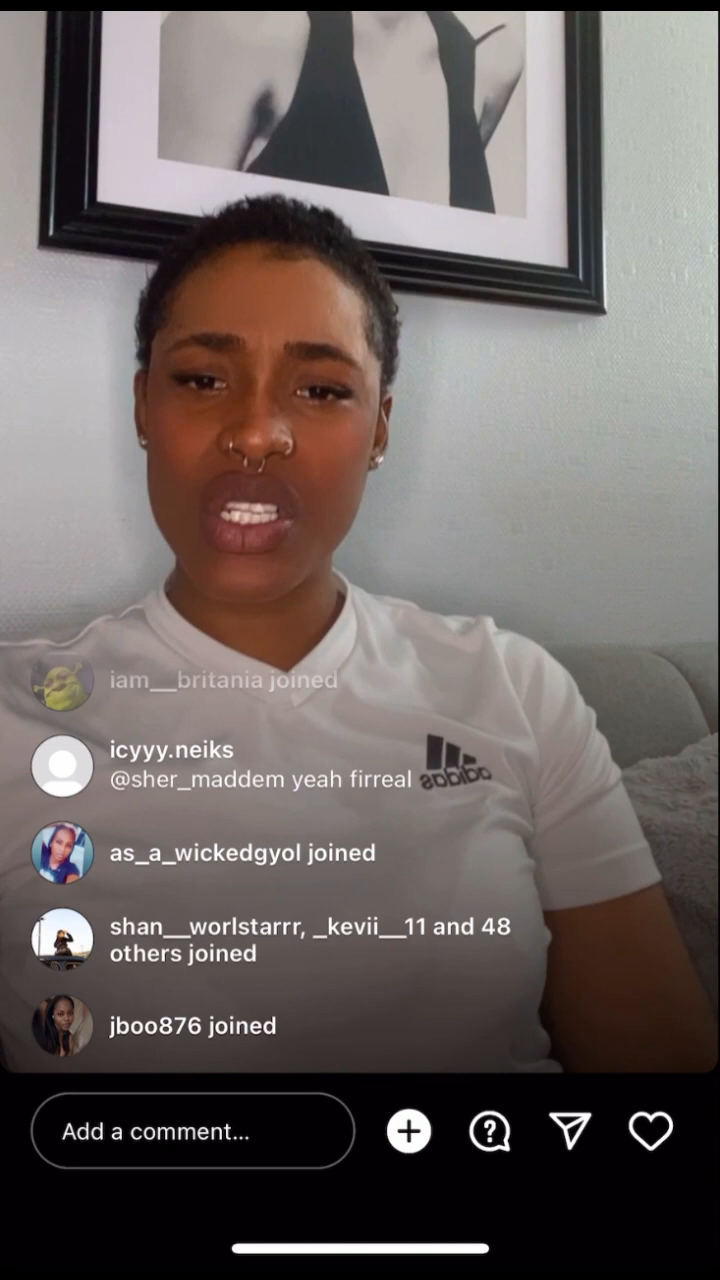 iam__britania joined
icyyy.neiks
@sher_maddem yeah firreal
adidas
as_a_wickedgyol joined
shan__worlstarrr, _kevii__11 and 48
others joined
jboo876 joined
Add a comment...